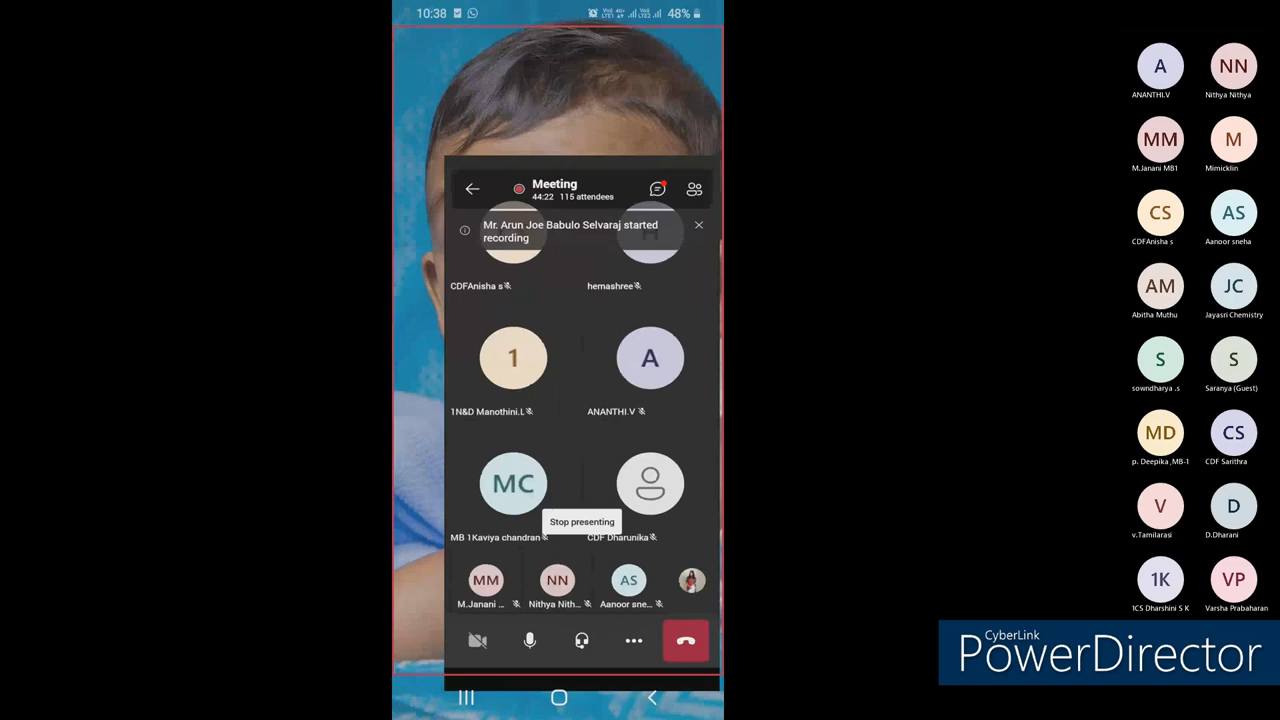 10:38
48%
Meeting
44:22 115 attendees
Mr. Arun Joe Babulo Selvaraj started
recording
CDFAnisha s
hemashree
1
A
1N&D Manothini.L
ANANTHI.V
MC
Stop presenting
MB 1Kaviya chandran
CDF Dharunika
MM
NN
AS
M.Janani ...
Nithya Nith...
Aanoor sne...
A
NN
ANANTHI.V
Nithya Nithya
MM
M
M.Janani MB1
Mimicklin
CS
AS
CDFAnisha s
Aanoor sneha
AM
JC
Abitha Muthu
Jayasri Chemistry
S
S
sowndharya .s
Saranya (Guest)
MD
CS
p. Deepika ,MB-1
CDF Sarithra
V
D
v.Tamilarasi
D.Dharani
1K
VP
1CS Dharshini S K
Varsha Prabaharan
CyberLink
PowerDirector